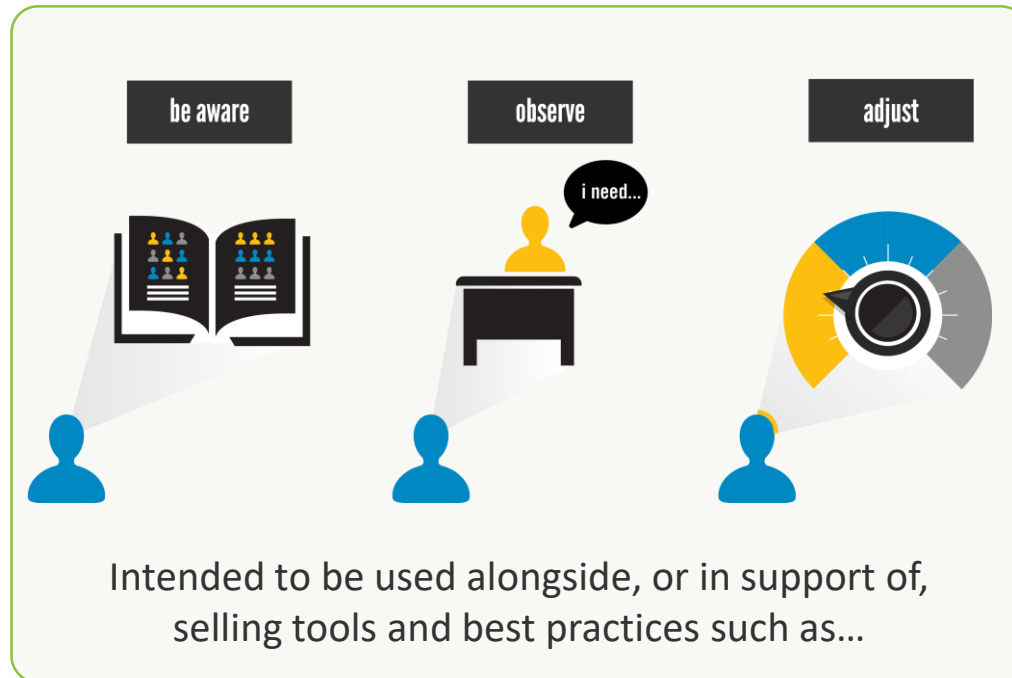 be aware
observe
adjust
i need...
Intended to be used alongside, or in support of,
selling tools and best practices such as…